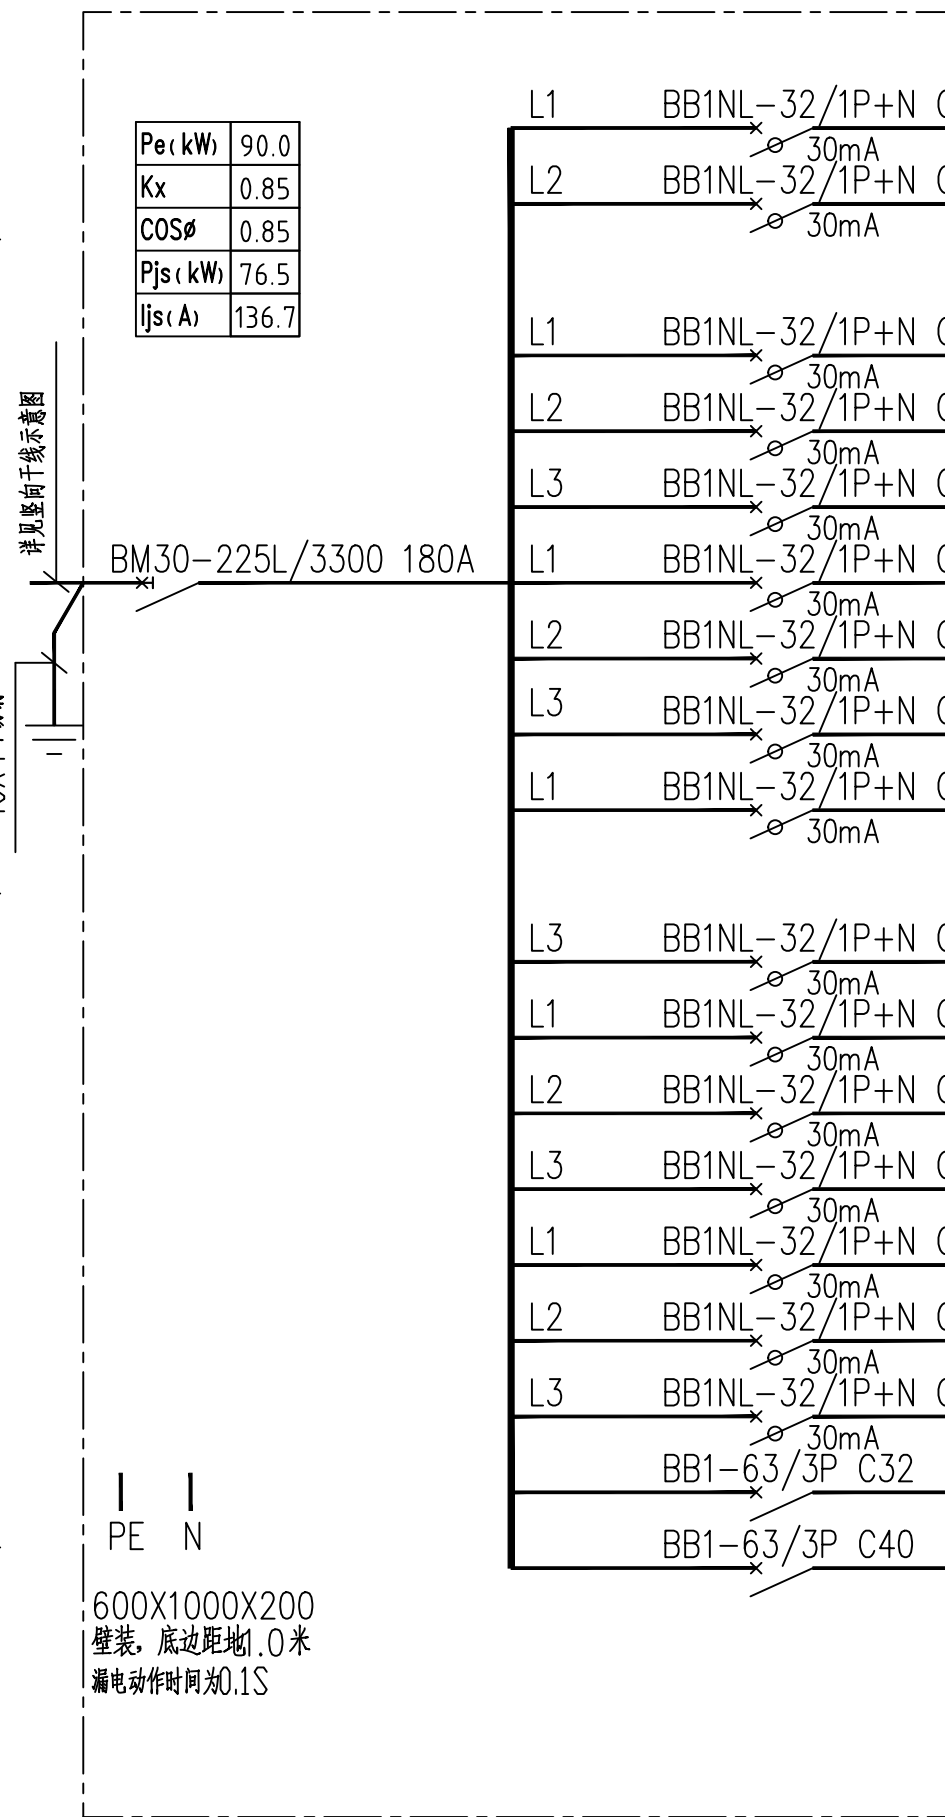 Pe(kW) 90.0
Kx 0.85
COSø 0.85
Pjs(kW) 76.5
Ijs(A) 136.7
详见竖向干线示意图
BM30-225L/3300 180A
L1 BB1NL-32/1P+N
30mA
L2 BB1NL-32/1P+N
30mA
L1 BB1NL-32/1P+N
30mA
L2 BB1NL-32/1P+N
30mA
L3 BB1NL-32/1P+N
30mA
L1 BB1NL-32/1P+N
30mA
L2 BB1NL-32/1P+N
30mA
L3 BB1NL-32/1P+N
30mA
L1 BB1NL-32/1P+N
30mA
L3 BB1NL-32/1P+N
30mA
L1 BB1NL-32/1P+N
30mA
L2 BB1NL-32/1P+N
30mA
L3 BB1NL-32/1P+N
30mA
L1 BB1NL-32/1P+N
30mA
L2 BB1NL-32/1P+N
30mA
L3 BB1NL-32/1P+N
30mA
BB1-63/3P C32
BB1-63/3P C40
PE N
600X1000X200
壁装，底边距地1.0米
漏电动作时间为0.1S